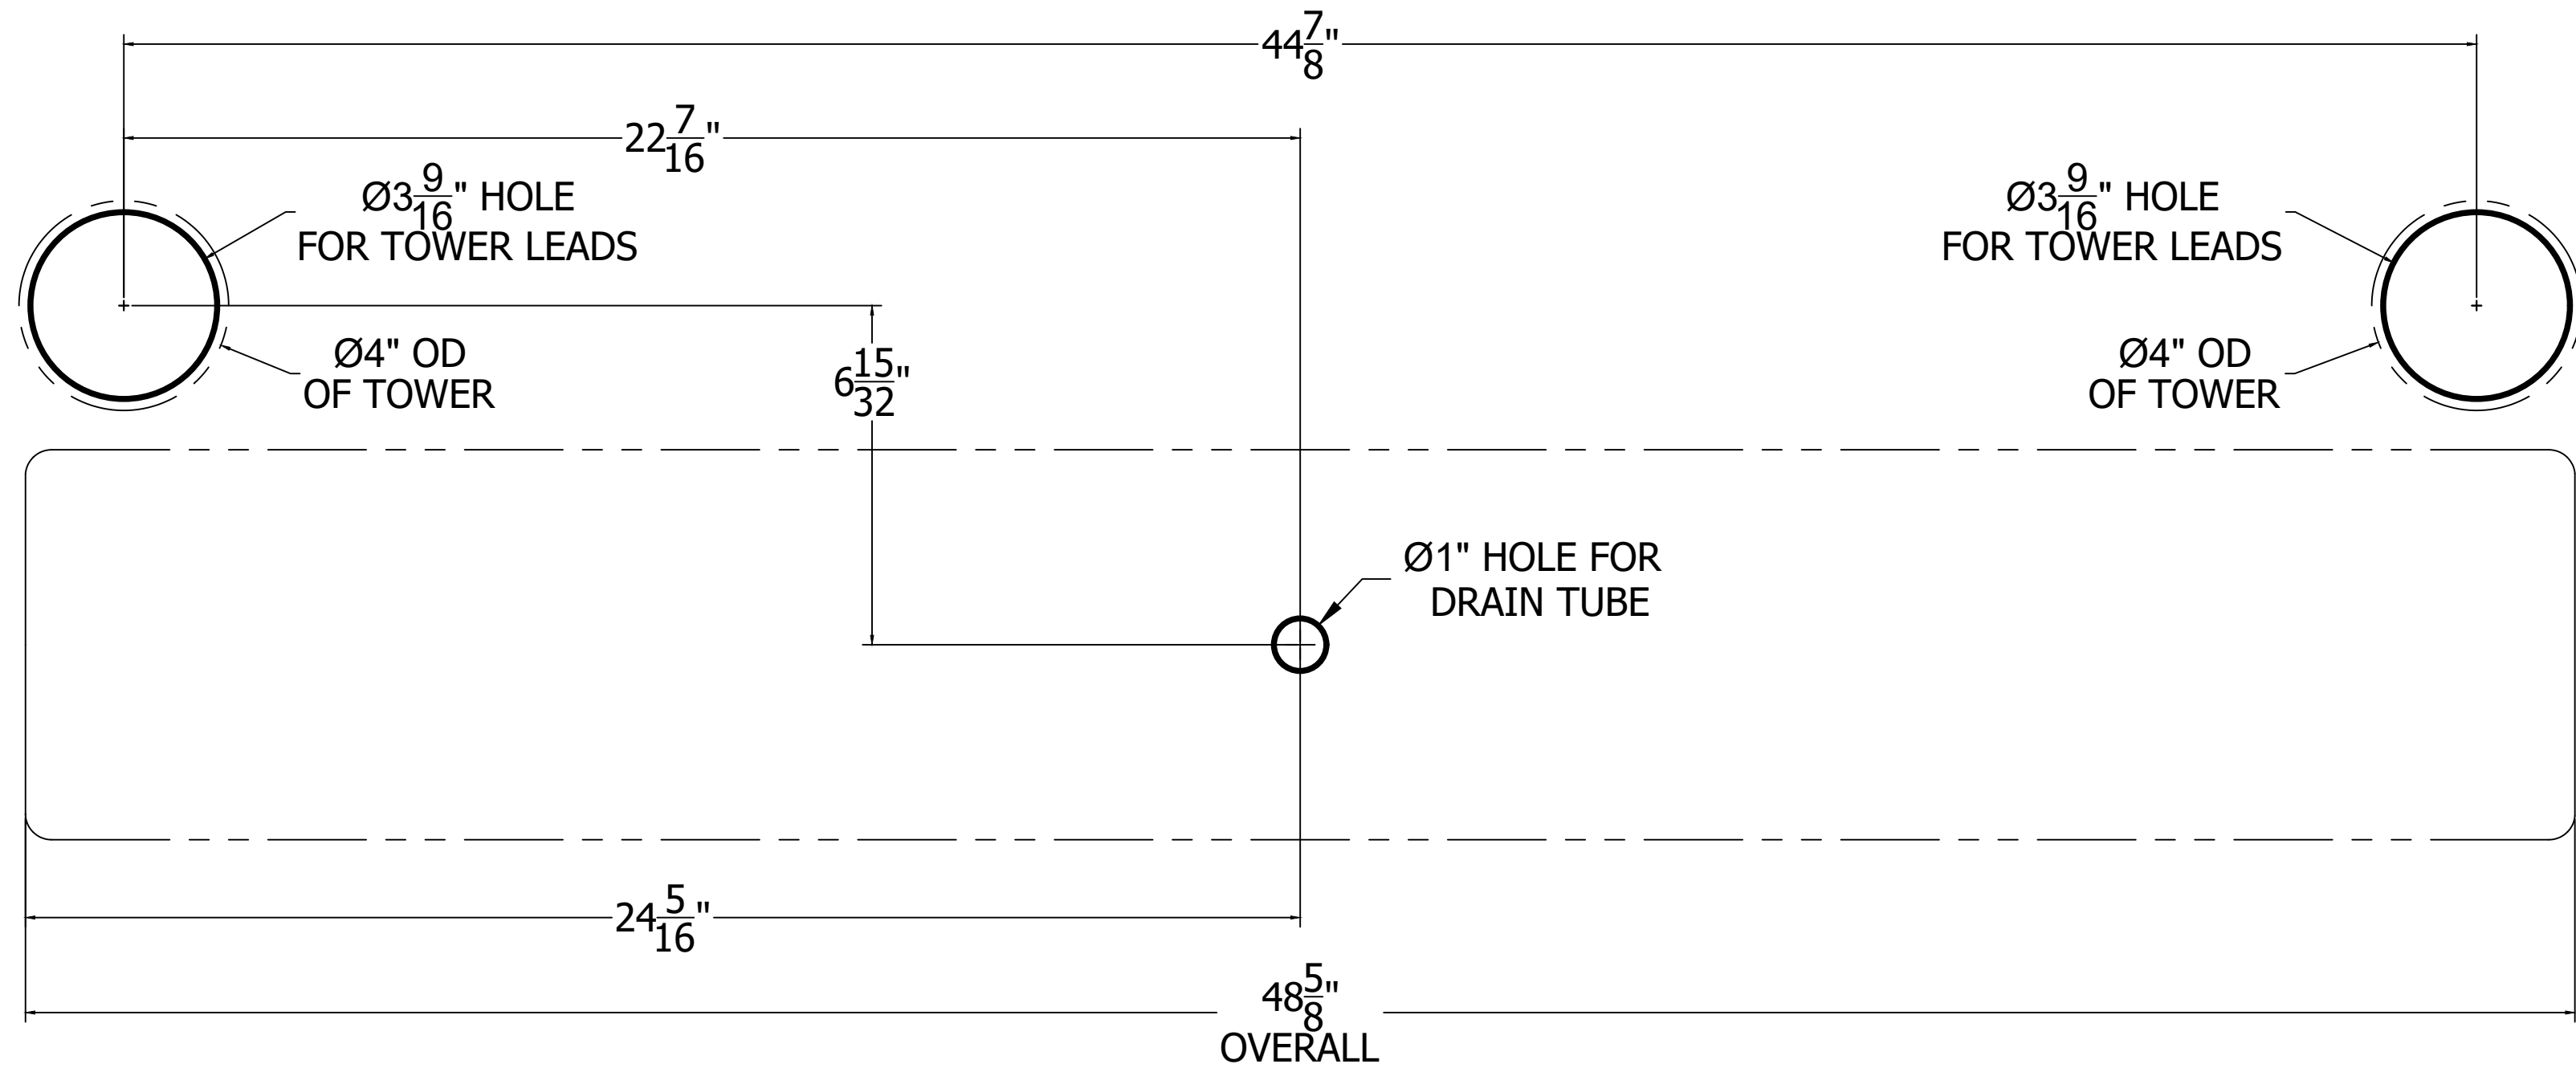 44 7/8"
22 7/16"
Ø3 9/16" HOLE
FOR TOWER LEADS
Ø3 9/16" HOLE
FOR TOWER LEADS
Ø4" OD
OF TOWER
6 15/32"
Ø4" OD
OF TOWER
Ø1" HOLE FOR
DRAIN TUBE
24 5/16"
48 5/8"
OVERALL